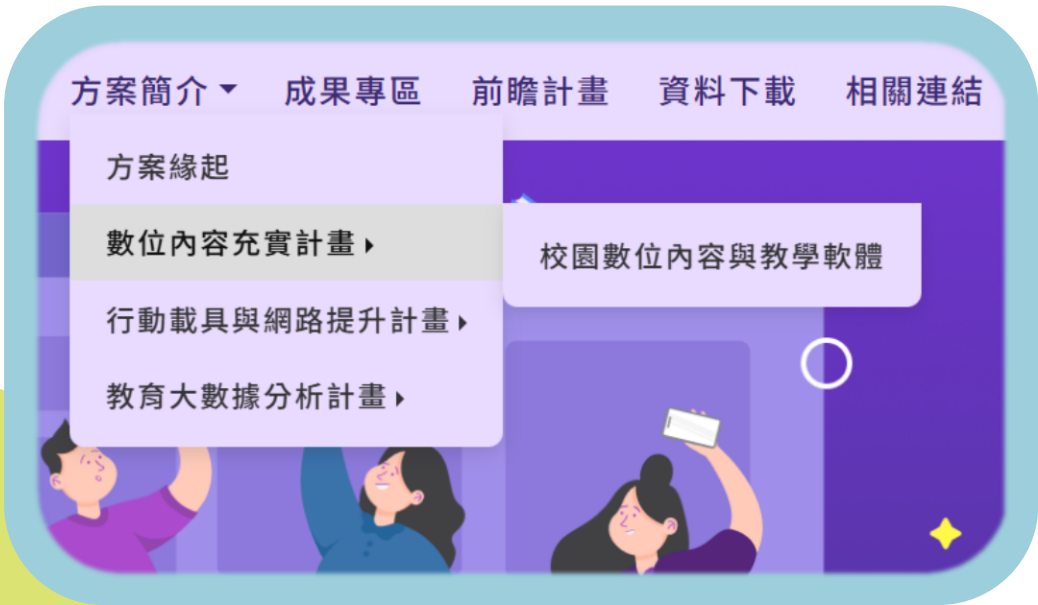 方案簡介 成果專區 前瞻計畫 資料下載 相關連結
方案緣起
數位內容充實計畫
校園數位內容與教學軟體
行動載具與網路提升計畫
教育大數據分析計畫